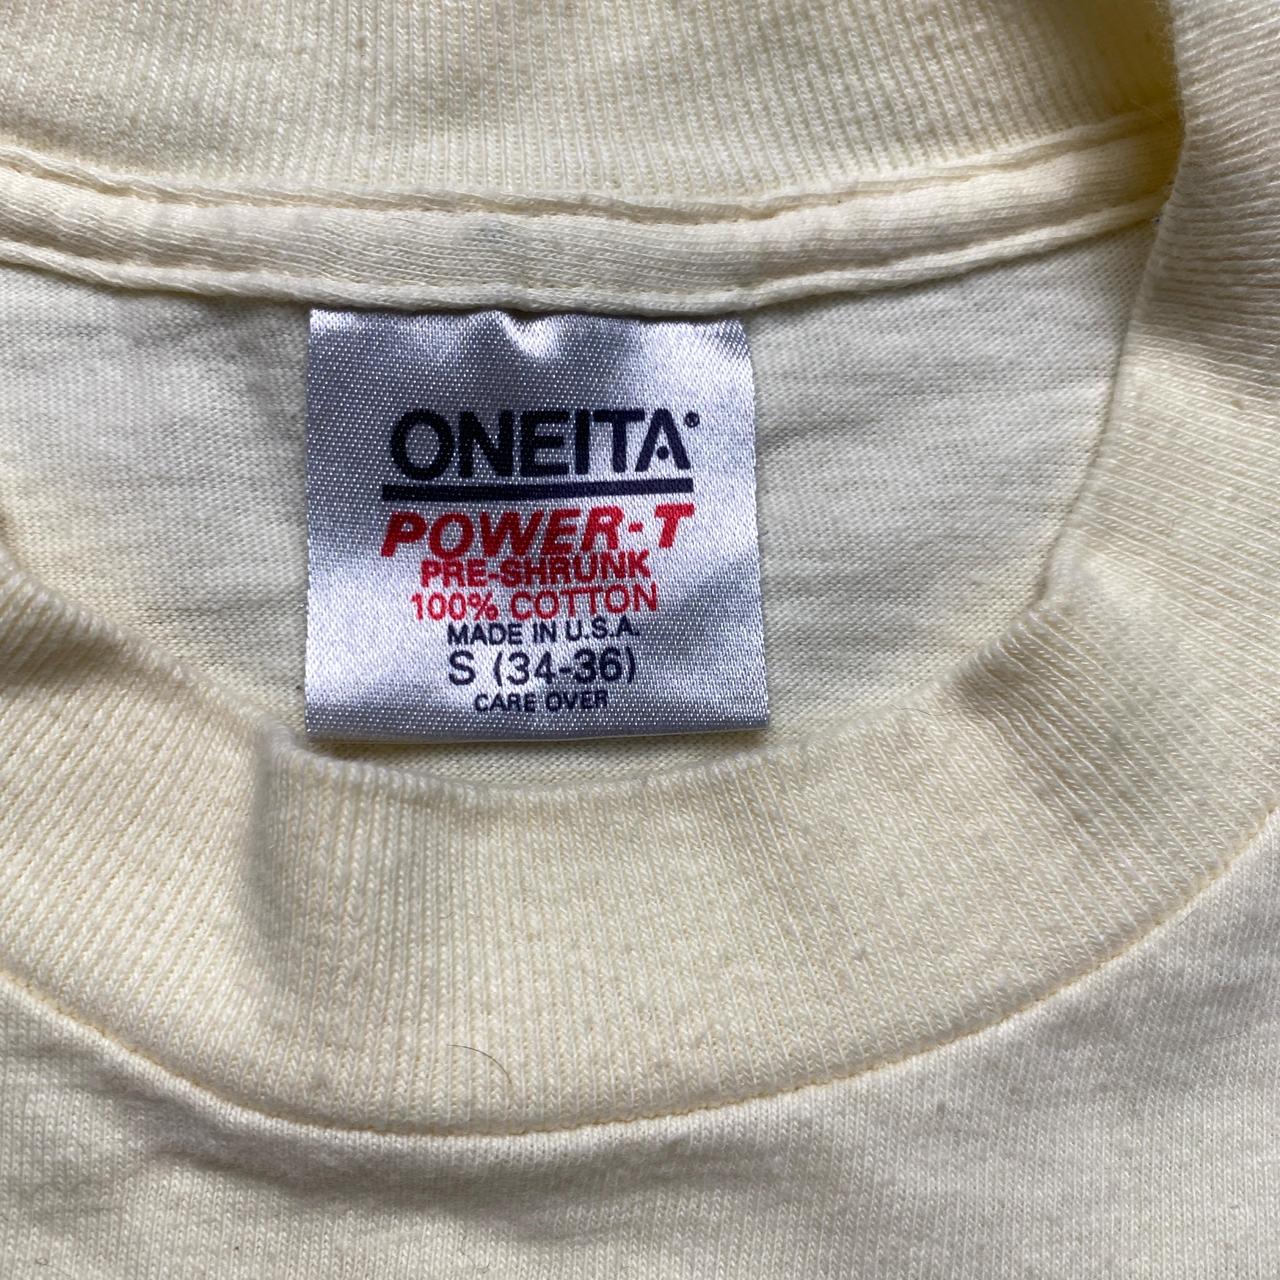 ONEITA®
POWER-T
PRE-SHRUNK
100% COTTON
MADE IN U.S.A.
S (34-36)
CARE OVER